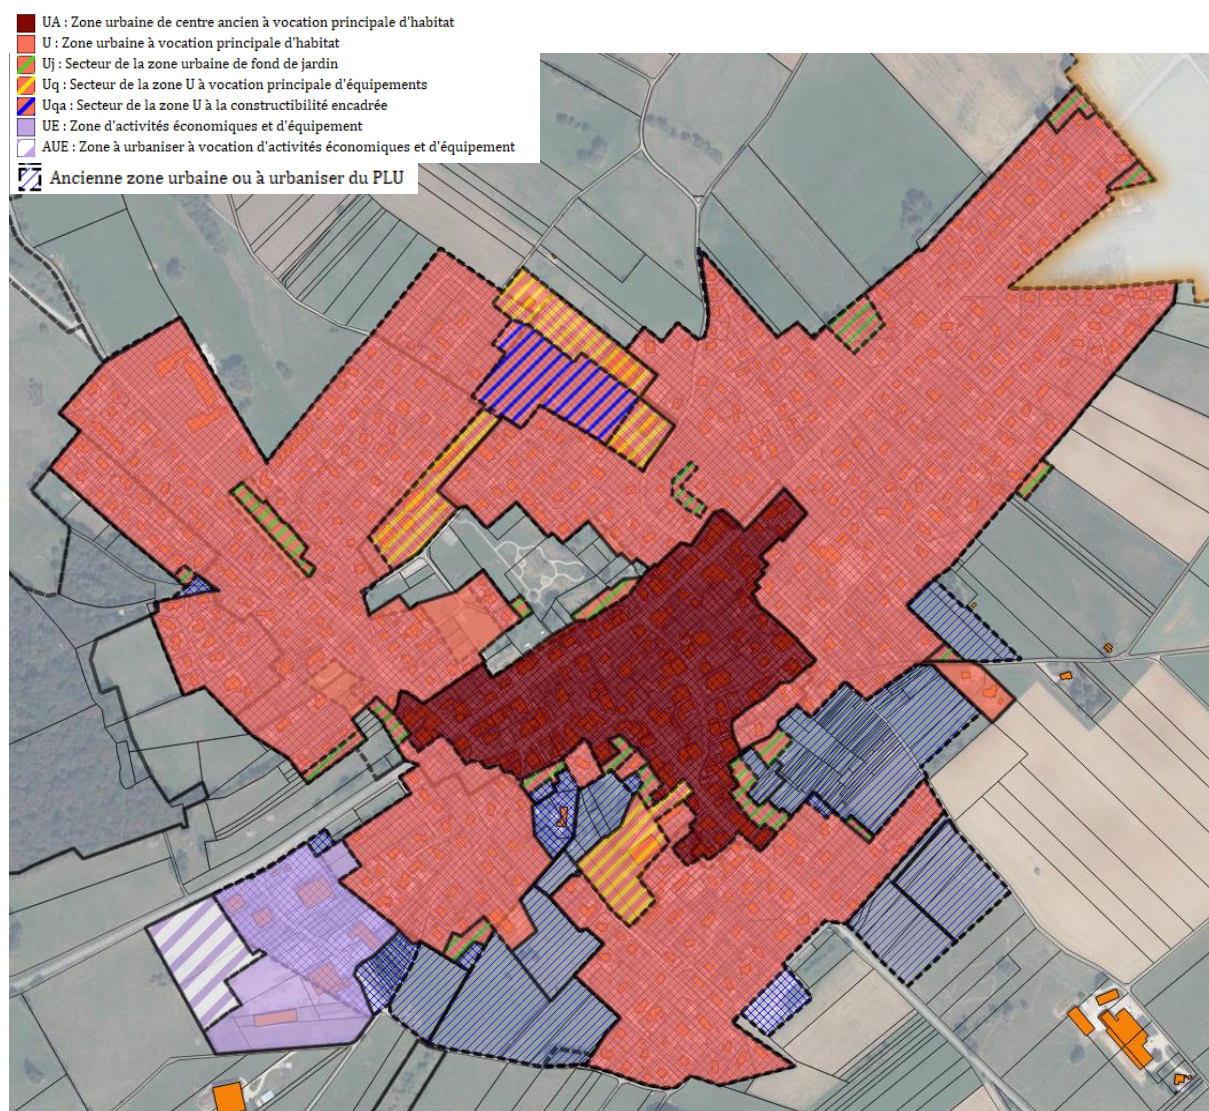 UA : Zone urbaine de centre ancien à vocation principale d'habitat
U : Zone urbaine à vocation principale d'habitat
Uj : Secteur de la zone urbaine de fond de jardin
Uq : Secteur de la zone U à vocation principale d'équipements
Uqa : Secteur de la zone U à la constructibilité encadrée
UE : Zone d'activités économiques et d'équipement
AUE : Zone à urbaniser à vocation d'activités économiques et d'équipement
Ancienne zone urbaine ou à urbaniser du PLU